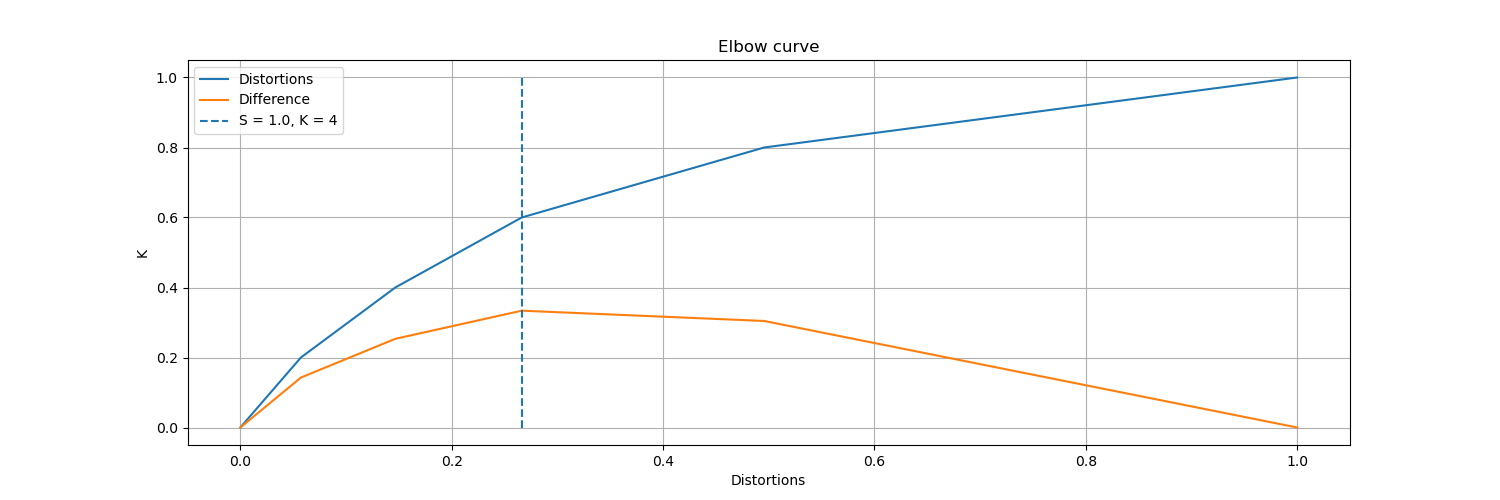 Elbow curve
Distortions
Difference
S = 1.0, K = 4
1.0
0.8
0.6
0.4
0.2
0.0
K
0.0 0.2 0.4 0.6 0.8 1.0
Distortions